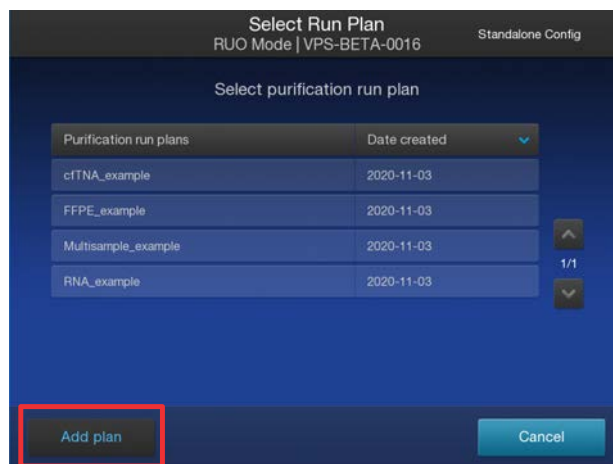 Select Run Plan
RUO Mode | VPS-BETA-0016
Standalone Config
Select purification run plan
Purification run plans Date created
cfTNA_example 2020-11-03
FFPE_example 2020-11-03
Multisample_example 2020-11-03
1/1
RNA_example 2020-11-03
Add plan Cancel